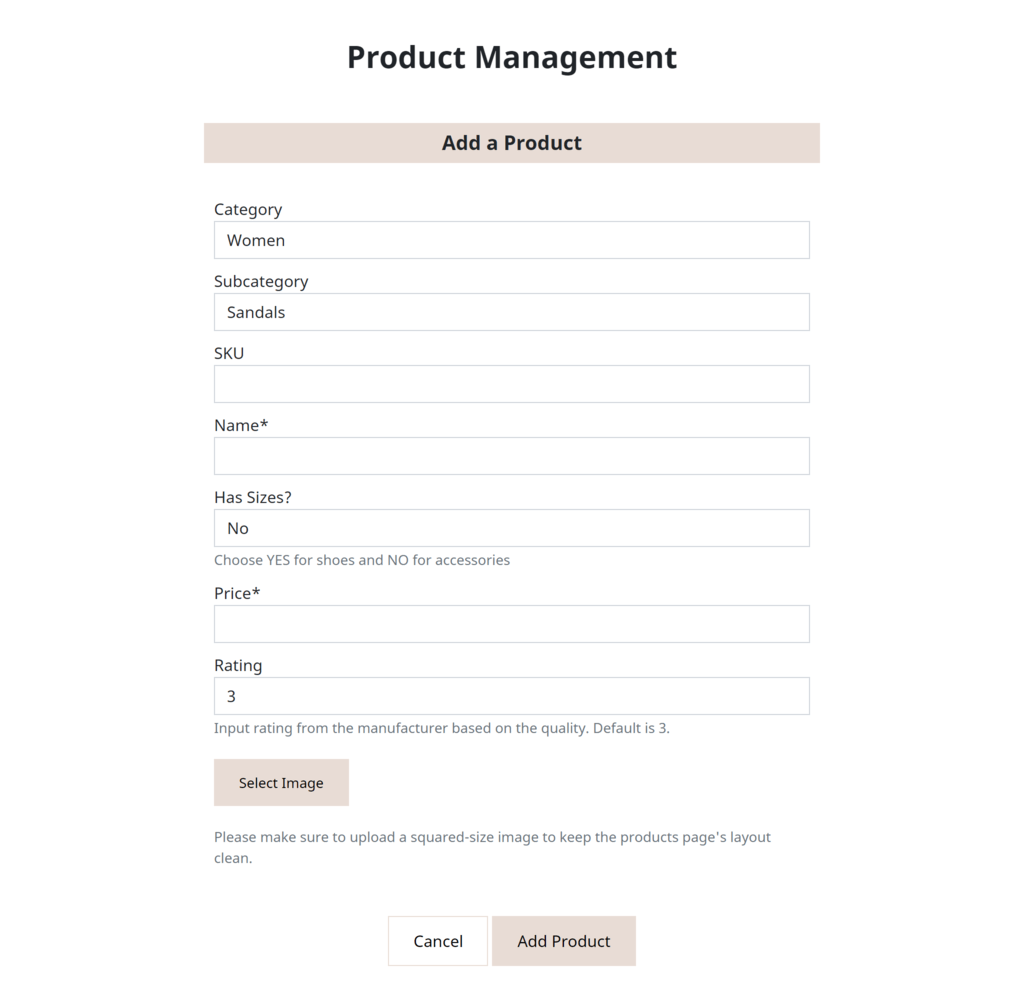 Product Management
Add a Product
Category
Women
Subcategory
Sandals
SKU
Name*
Has Sizes?
No
Choose YES for shoes and NO for accessories
Price*
Rating
3
Input rating from the manufacturer based on the quality. Default is 3.
Select Image
Please make sure to upload a squared-size image to keep the products page's layout
clean.
Cancel
Add Product